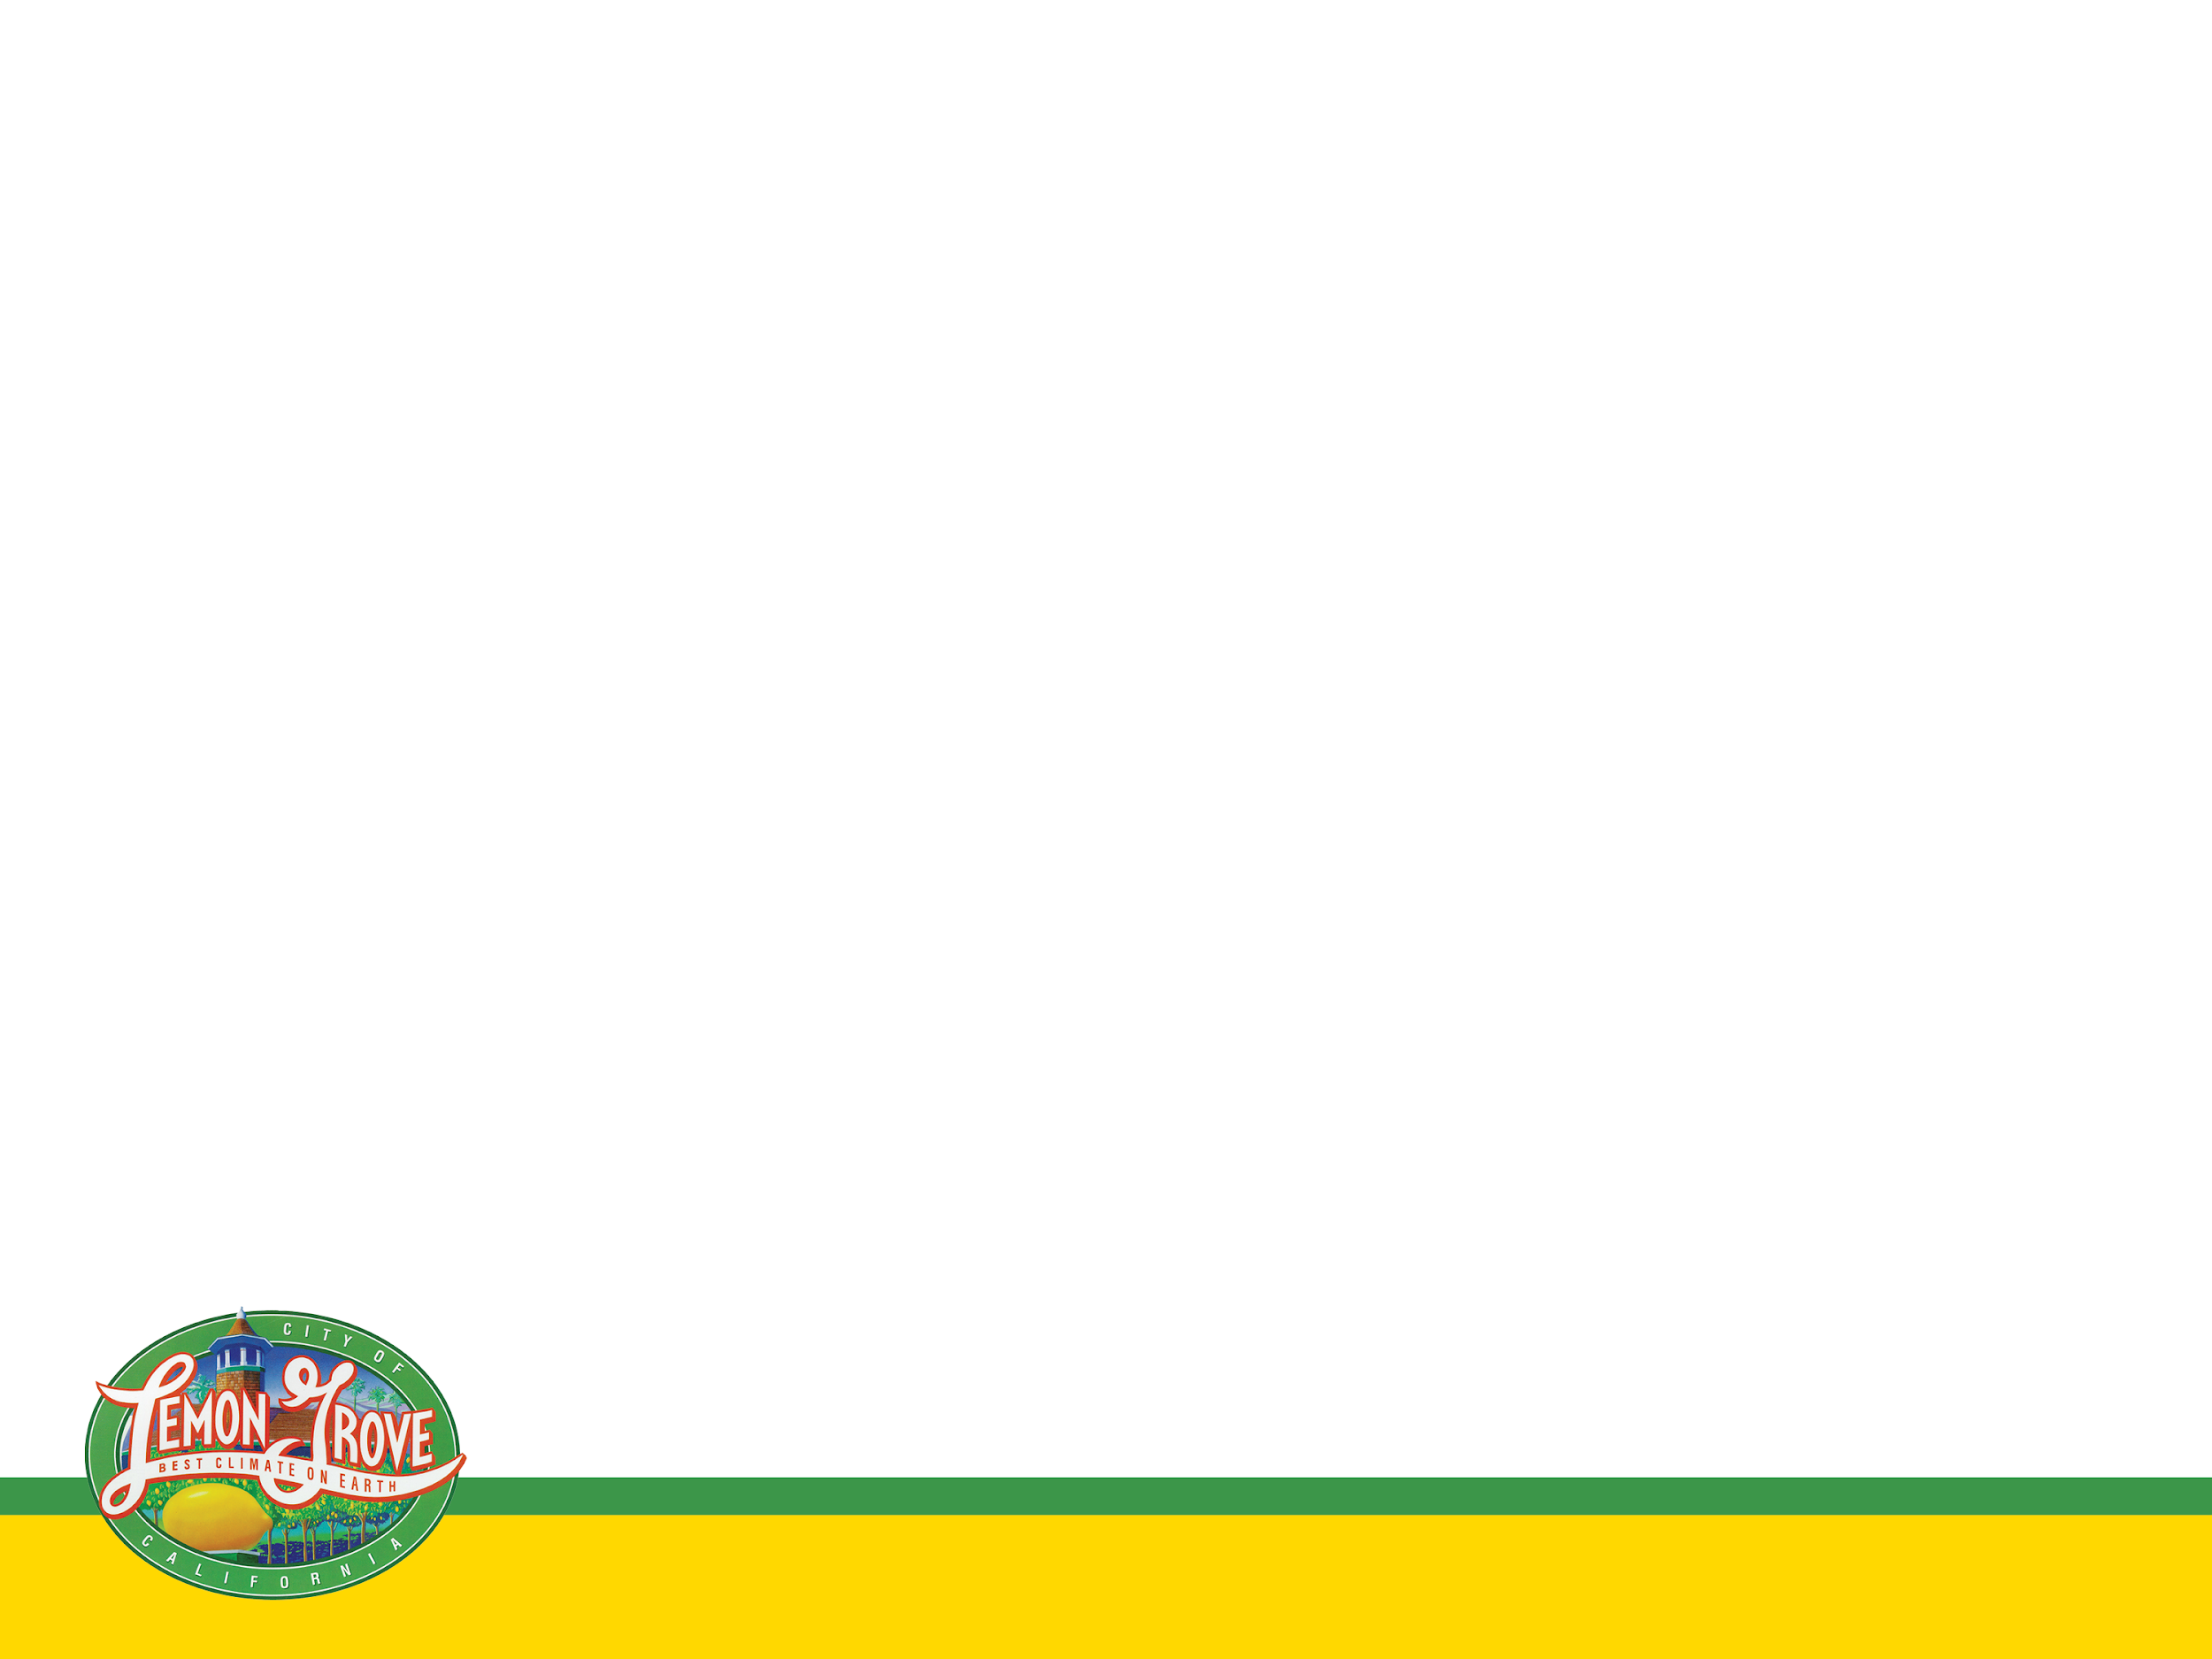 CITY OF
LEMON GROVE
BEST CLIMATE ON EARTH
CALIFORNIA